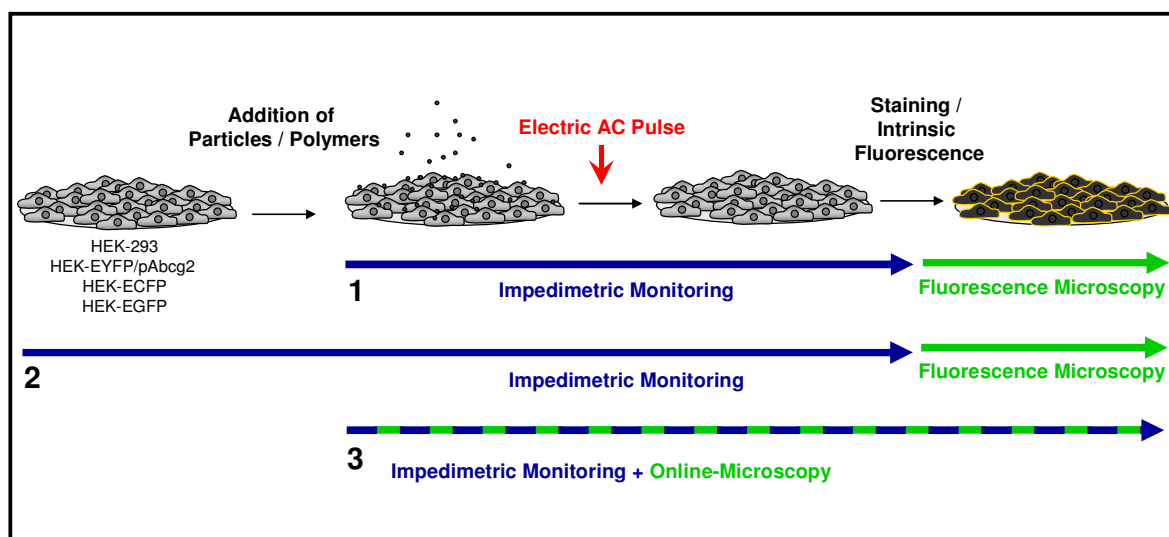 Addition of
Particles / Polymers
Electric AC Pulse
Staining /
Intrinsic
Fluorescence
HEK-293
HEK-EYFP/pAbcg2
HEK-ECFP
HEK-EGFP
1
Impedimetric Monitoring
Fluorescence Microscopy
2
Impedimetric Monitoring
Fluorescence Microscopy
3
Impedimetric Monitoring + Online-Microscopy